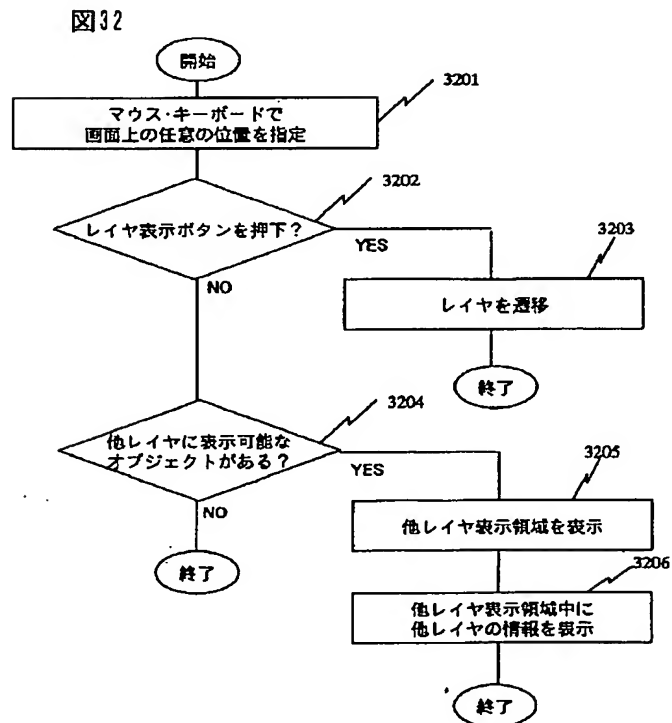 図32
開始
3201
マウス・キーボードで
画面上の任意の位置を指定
3202
レイヤ表示ボタンを押下？
YES
NO
3203
レイヤを遷移
終了
3204
他レイヤに表示可能な
オブジェクトがある？
YES
NO
終了
3205
他レイヤ表示領域を表示
3206
他レイヤ表示領域中に
他レイヤの情報を表示
終了